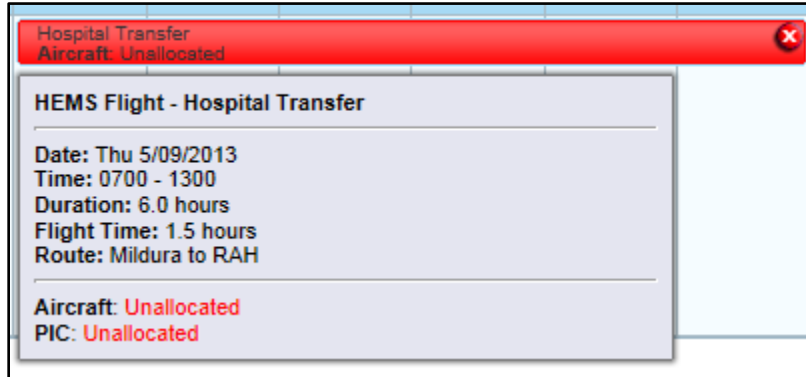 Hospital Transfer
Aircraft: Unallocated
HEMS Flight - Hospital Transfer
Date: Thu 5/09/2013
Time: 0700 - 1300
Duration: 6.0 hours
Flight Time: 1.5 hours
Route: Mildura to RAH
Aircraft: Unallocated
PIC: Unallocated